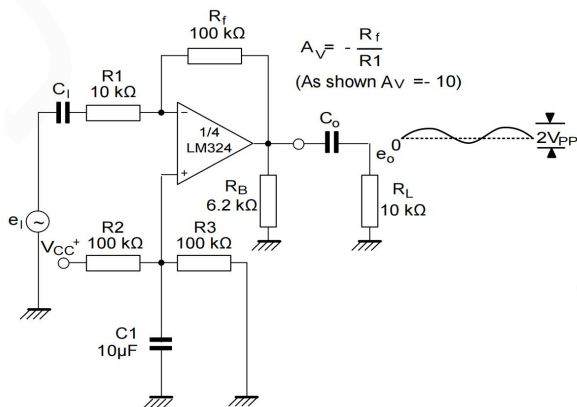 Rf
100 kΩ
AV = - Rf
R1
(As shown AV = - 10)
CI
R1
10 kΩ
-
1/4
LM324
+
Co
eo
0
2VPP
RB
6.2 kΩ
RL
10 kΩ
eI
~
VCC+
R2
100 kΩ
R3
100 kΩ
C1
10µF